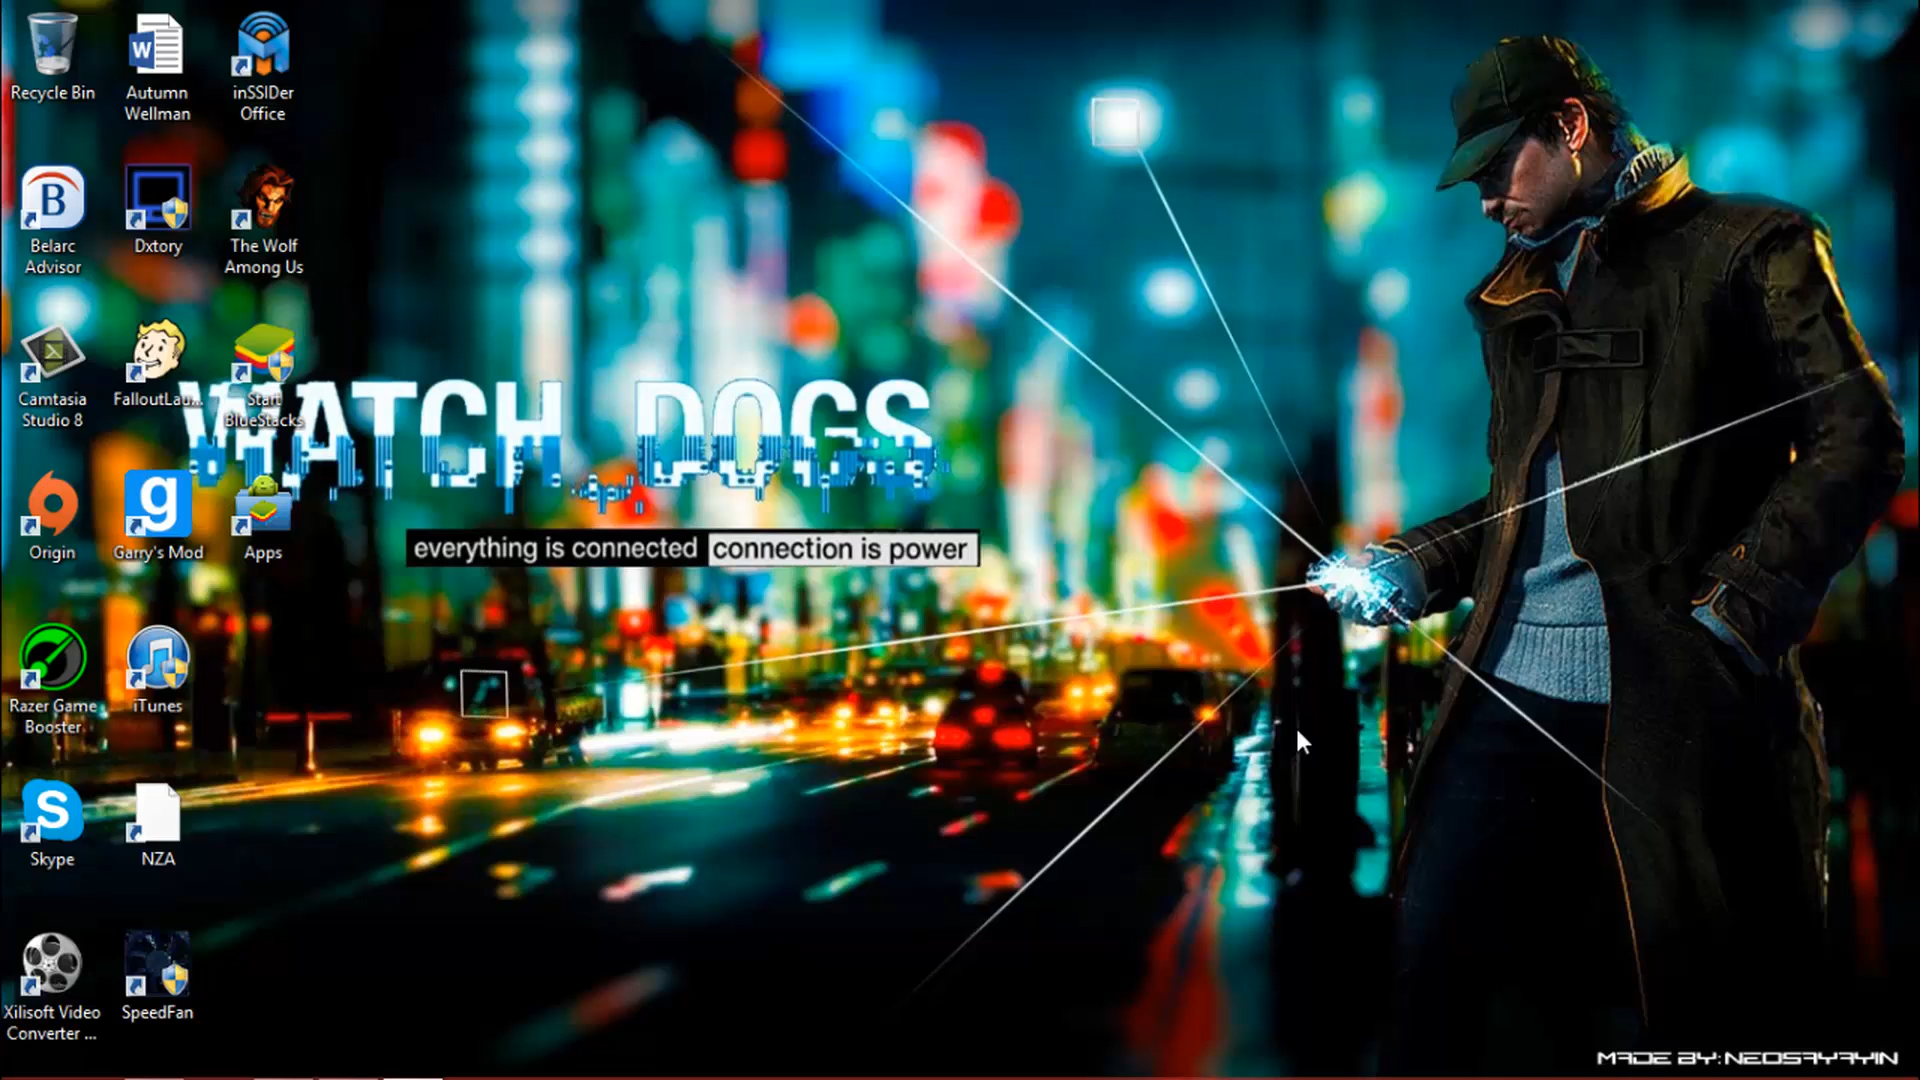 Recycle Bin
Autumn
Wellman
inSSIDer
Office
Belarc
Advisor
Dxtory
The Wolf
Among Us
Camtasia
Studio 8
FalloutLau...
Start
BlueStacks
WATCH_DOGS
Origin
Garry's Mod
Apps
everything is connected connection is power
Razer Game
Booster
iTunes
Skype
NZA
Xilisoft Video
Converter ...
SpeedFan
MADE BY: NEOSAYAYIN